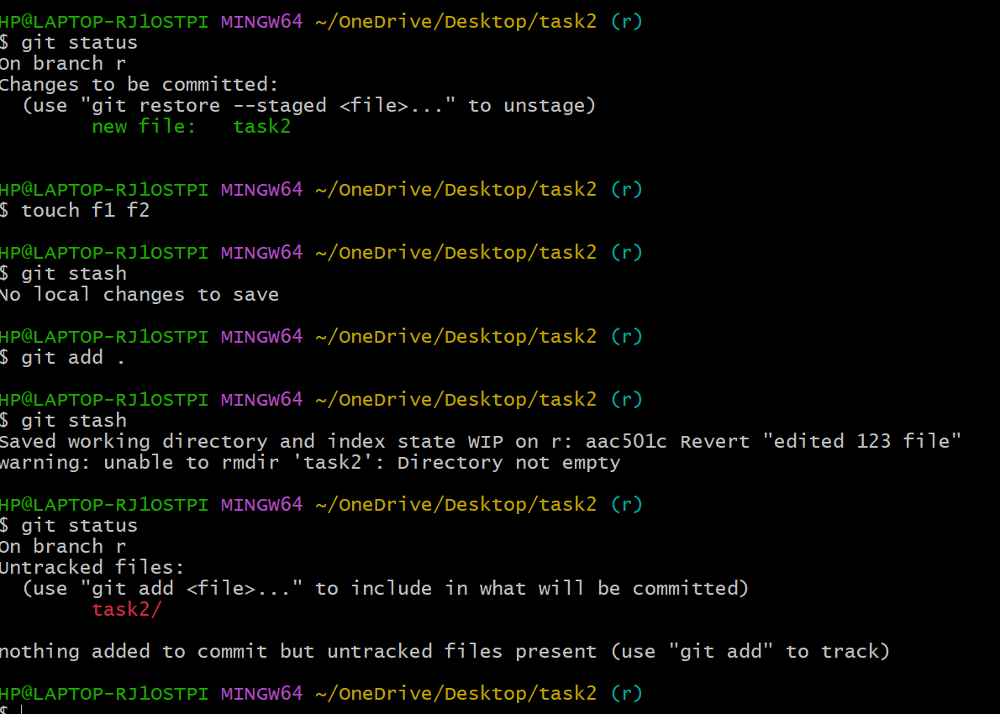 HP@LAPTOP-RJ1OSTPI MINGW64 ~/OneDrive/Desktop/task2 (r)
$ git status
On branch r
Changes to be committed:
  (use "git restore --staged <file>..." to unstage)
        new file:   task2

HP@LAPTOP-RJ1OSTPI MINGW64 ~/OneDrive/Desktop/task2 (r)
$ touch f1 f2

HP@LAPTOP-RJ1OSTPI MINGW64 ~/OneDrive/Desktop/task2 (r)
$ git stash
No local changes to save

HP@LAPTOP-RJ1OSTPI MINGW64 ~/OneDrive/Desktop/task2 (r)
$ git add .

HP@LAPTOP-RJ1OSTPI MINGW64 ~/OneDrive/Desktop/task2 (r)
$ git stash
Saved working directory and index state WIP on r: aac501c Revert "edited 123 file"
warning: unable to rmdir 'task2': Directory not empty

HP@LAPTOP-RJ1OSTPI MINGW64 ~/OneDrive/Desktop/task2 (r)
$ git status
On branch r
Untracked files:
  (use "git add <file>..." to include in what will be committed)
        task2/

nothing added to commit but untracked files present (use "git add" to track)

HP@LAPTOP-RJ1OSTPI MINGW64 ~/OneDrive/Desktop/task2 (r)
$